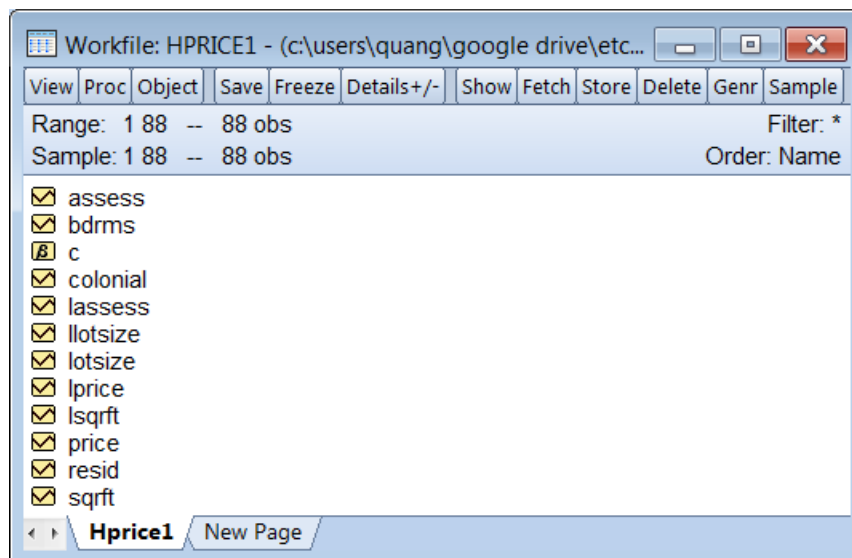 Workfile: HPRICE1 - (c:\users\quang\google drive\etc...
View Proc Object Save Freeze Details+/- Show Fetch Store Delete Genr Sample
Range: 1 88 -- 88 obs Filter: *
Sample: 1 88 -- 88 obs Order: Name
assess
bdrms
β c
colonial
lassess
llotsize
lotsize
lprice
lsqrft
price
resid
sqrft
Hprice1 New Page